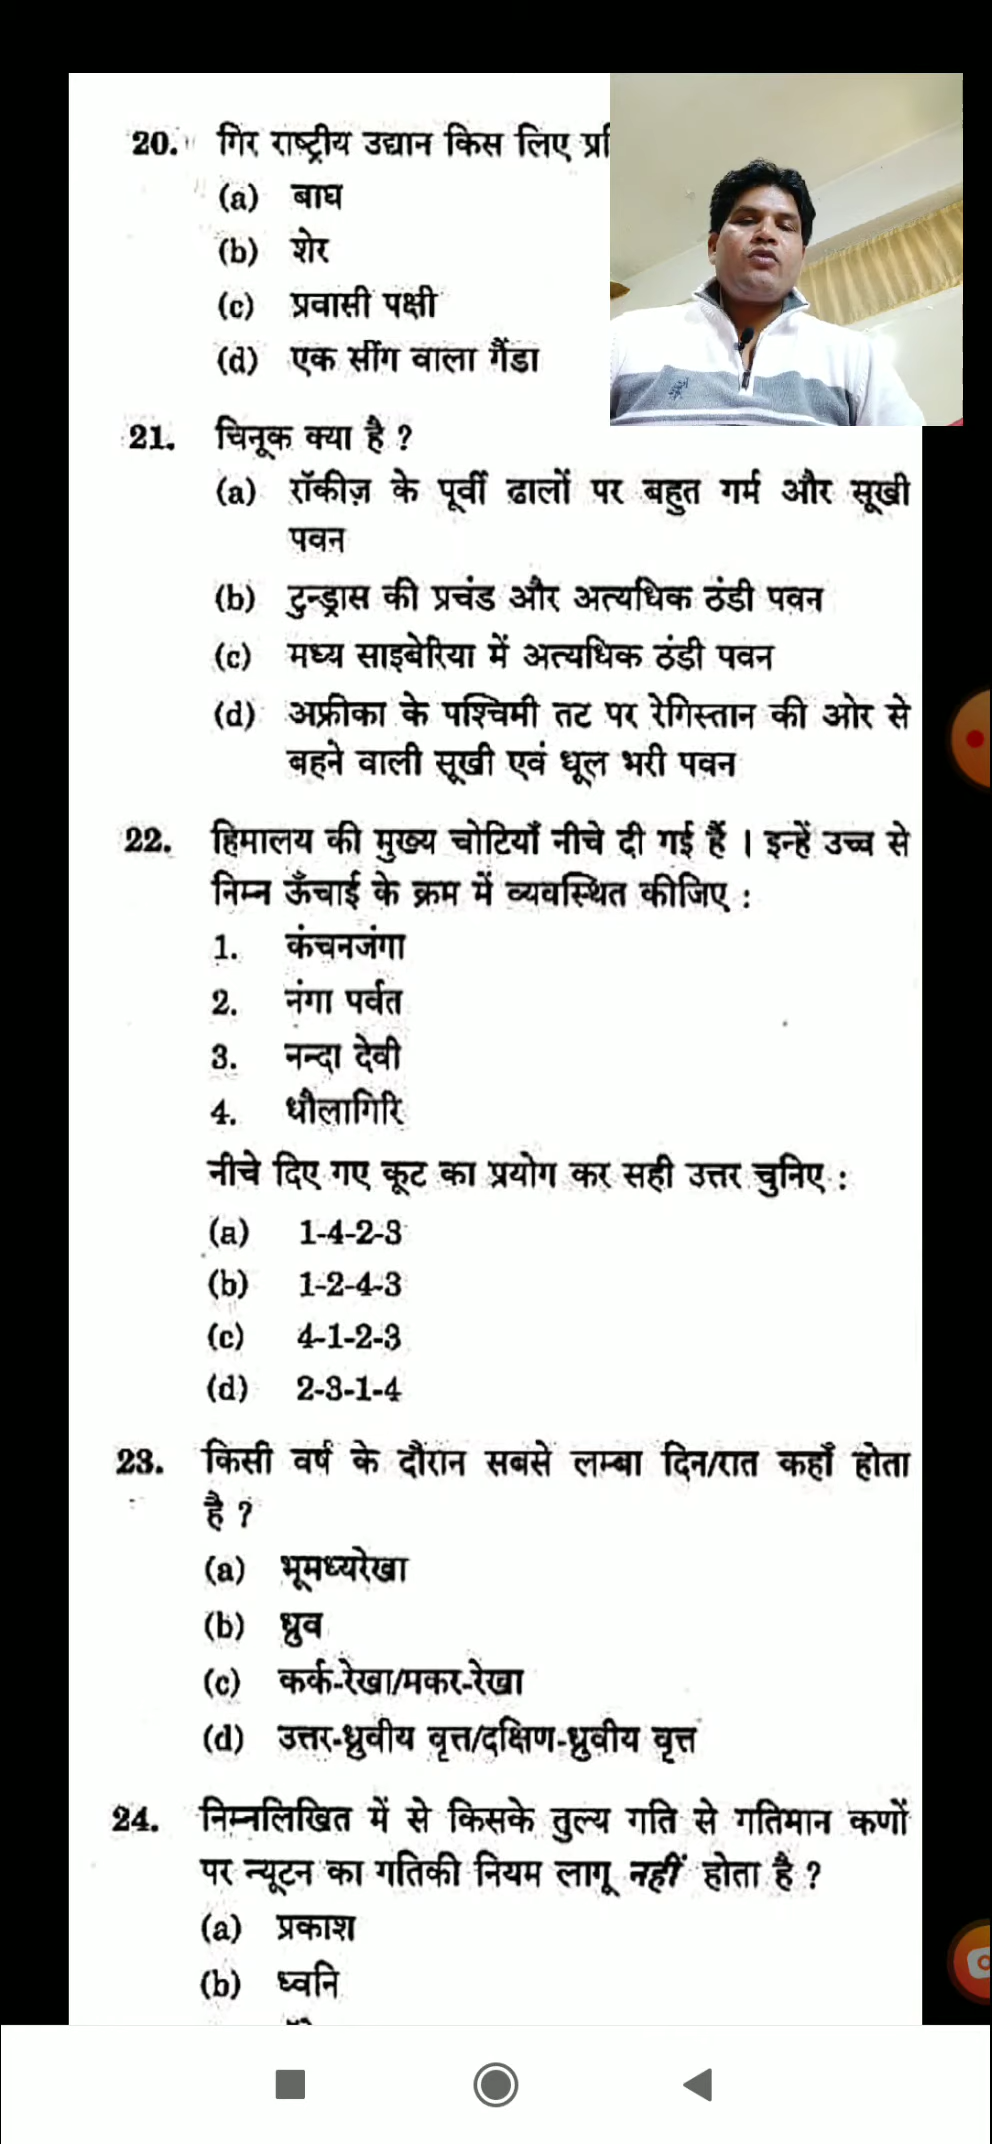 20. गिर राष्ट्रीय उद्यान किस लिए
(a) बाघ
(b) शेर
(c) प्रवासी पक्षी
(d) एक सींग वाला गैंडा
21. चिनूक क्या है ?
(a) रॉकीज़ के पूर्वी ढालों पर बहुत गर्म और सूखी
पवन
(b) टुन्ड्रास की प्रचंड और अत्यधिक ठंडी पवन
(c) मध्य साइबेरिया में अत्यधिक ठंडी पवन
(d) अफ्रीका के पश्चिमी तट पर रेगिस्तान की ओर से
बहने वाली सूखी एवं धूल भरी पवन
22. हिमालय की मुख्य चोटियाँ नीचे दी गई हैं । इन्हें उच्च से
निम्न ऊँचाई के क्रम में व्यवस्थित कीजिए :
1. कंचनजंगा
2. नंगा पर्वत
3. नन्दा देवी
4. धौलागिरि
नीचे दिए गए कूट का प्रयोग कर सही उत्तर चुनिए :
(a) 1-4-2-3
(b) 1-2-4-3
(c) 4-1-2-3
(d) 2-3-1-4
23. किसी वर्ष के दौरान सबसे लम्बा दिन/रात कहाँ होता
है ?
(a) भूमध्यरेखा
(b) ध्रुव
(c) कर्क-रेखा/मकर-रेखा
(d) उत्तर-ध्रुवीय वृत्त/दक्षिण-ध्रुवीय वृत्त
24. निम्नलिखित में से किसके तुल्य गति से गतिमान कणों
पर न्यूटन का गतिकी नियम लागू नहीं होता है ?
(a) प्रकाश
(b) ध्वनि